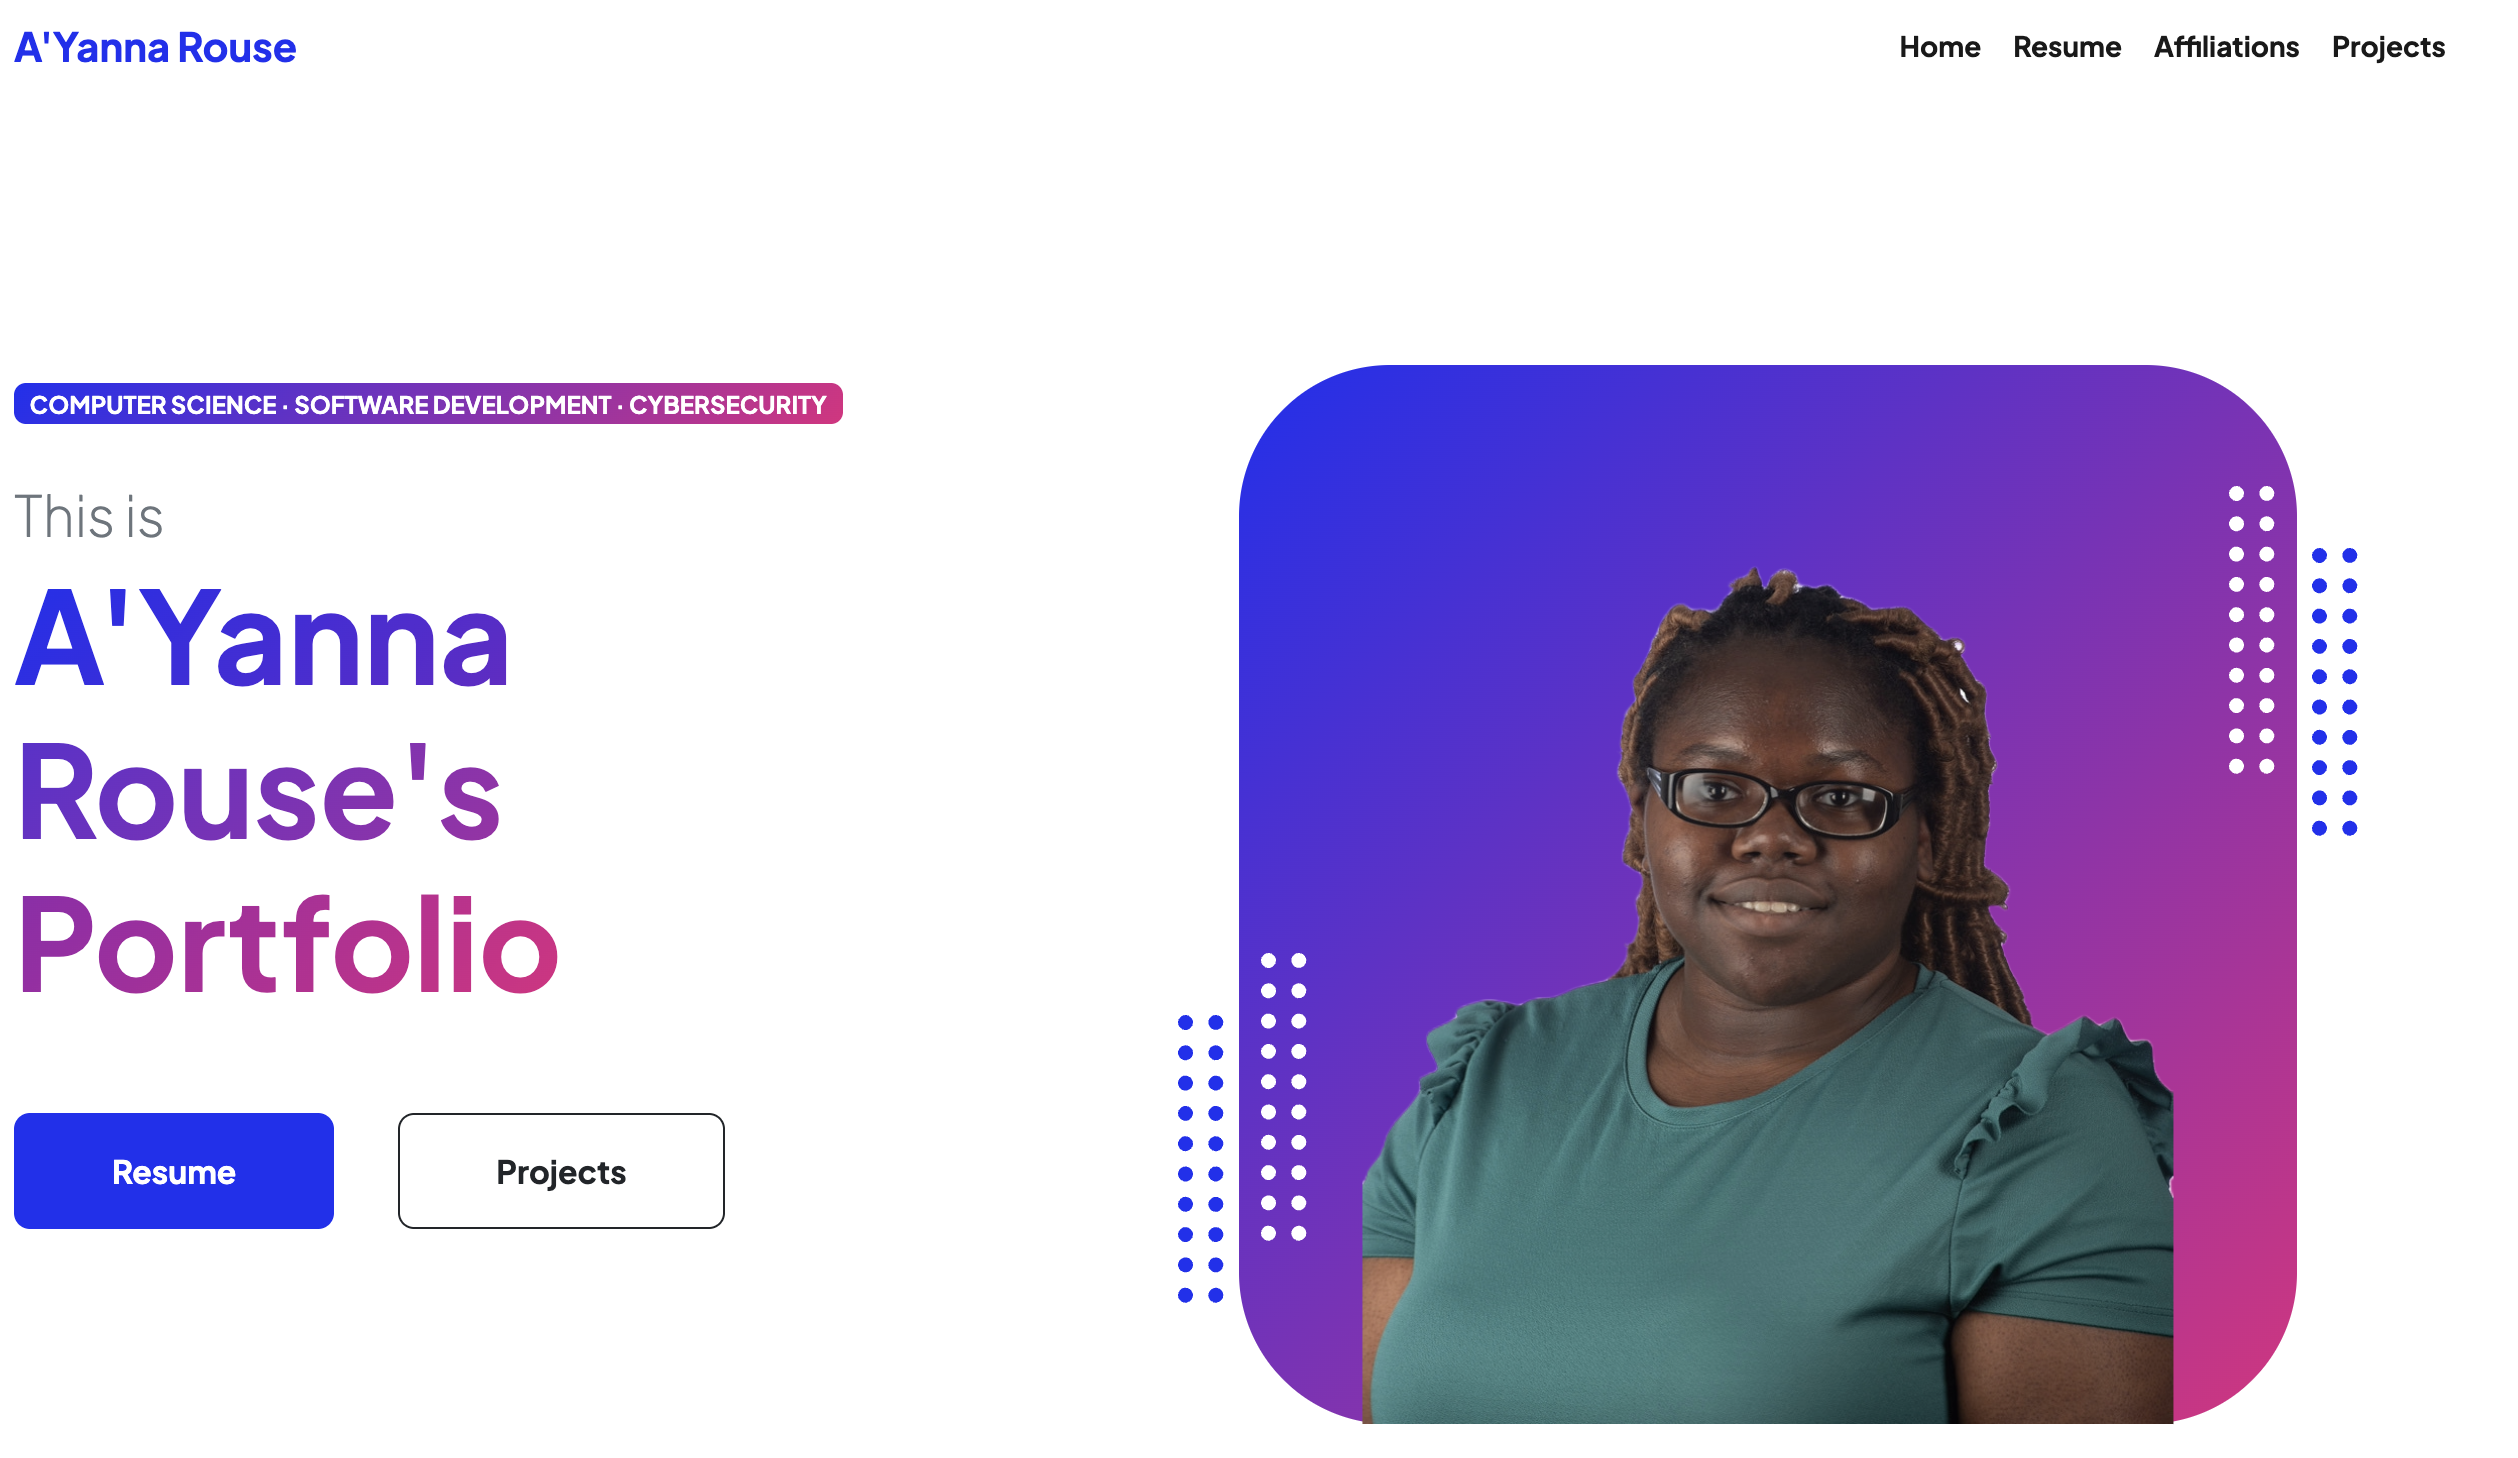 A'Yanna Rouse
Home Resume Affiliations Projects
COMPUTER SCIENCE · SOFTWARE DEVELOPMENT · CYBERSECURITY
This is
A'Yanna
Rouse's
Portfolio
Resume Projects